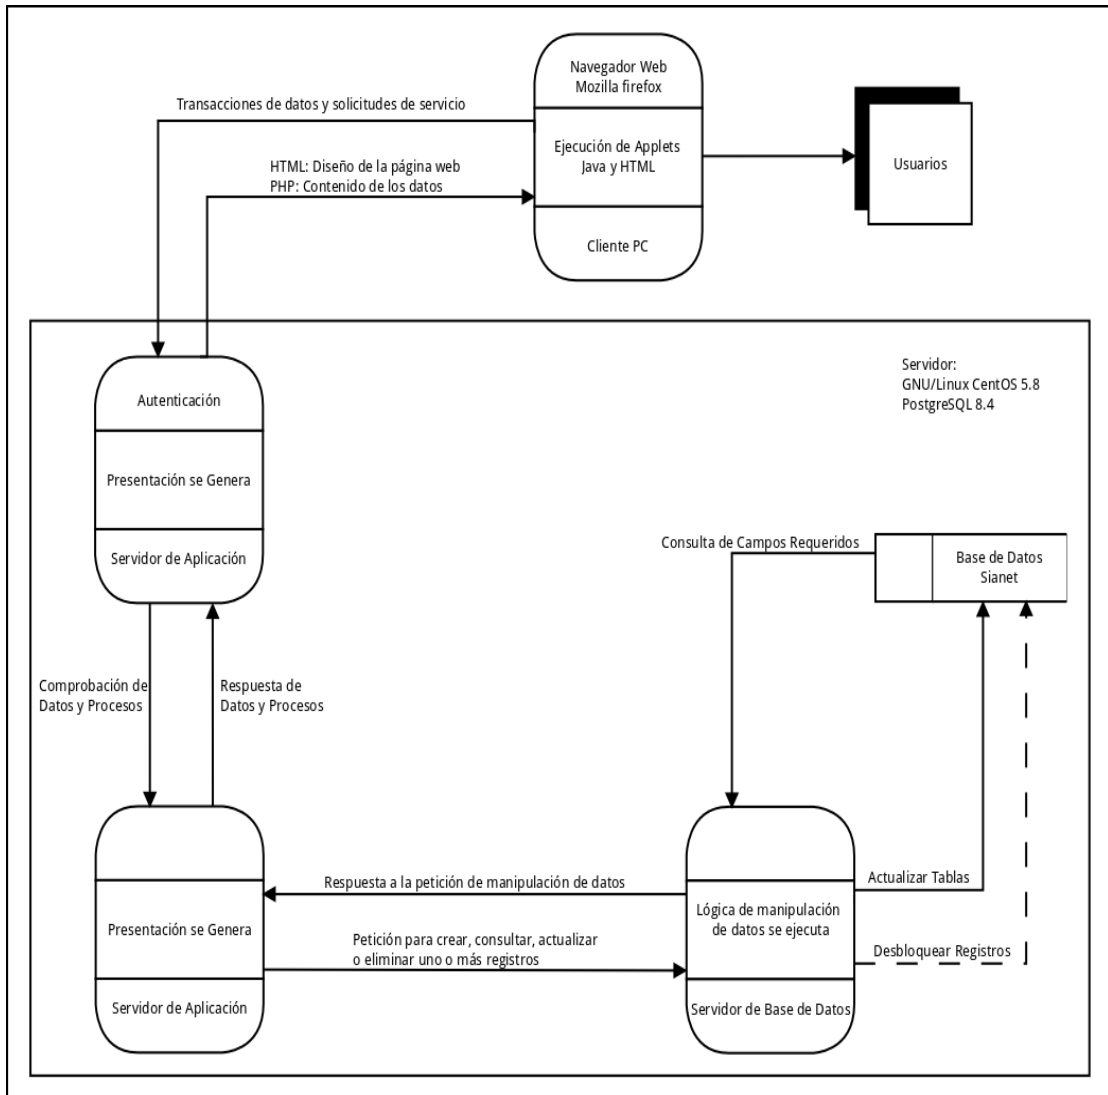 Navegador Web
Mozilla firefox
Transacciones de datos y solicitudes de servicio
Ejecución de Applets
Java y HTML
Usuarios
HTML: Diseño de la página web
PHP: Contenido de los datos
Cliente PC
Servidor:
GNU/Linux CentOS 5.8
PostgreSQL 8.4
Autenticación
Presentación se Genera
Servidor de Aplicación
Consulta de Campos Requeridos
Base de Datos
Sianet
Comprobación de
Datos y Procesos
Respuesta de
Datos y Procesos
Respuesta a la petición de manipulación de datos
Actualizar Tablas
Presentación se Genera
Lógica de manipulación
de datos se ejecuta
Petición para crear, consultar, actualizar
o eliminar uno o más registros
Desbloquear Registros
Servidor de Aplicación
Servidor de Base de Datos